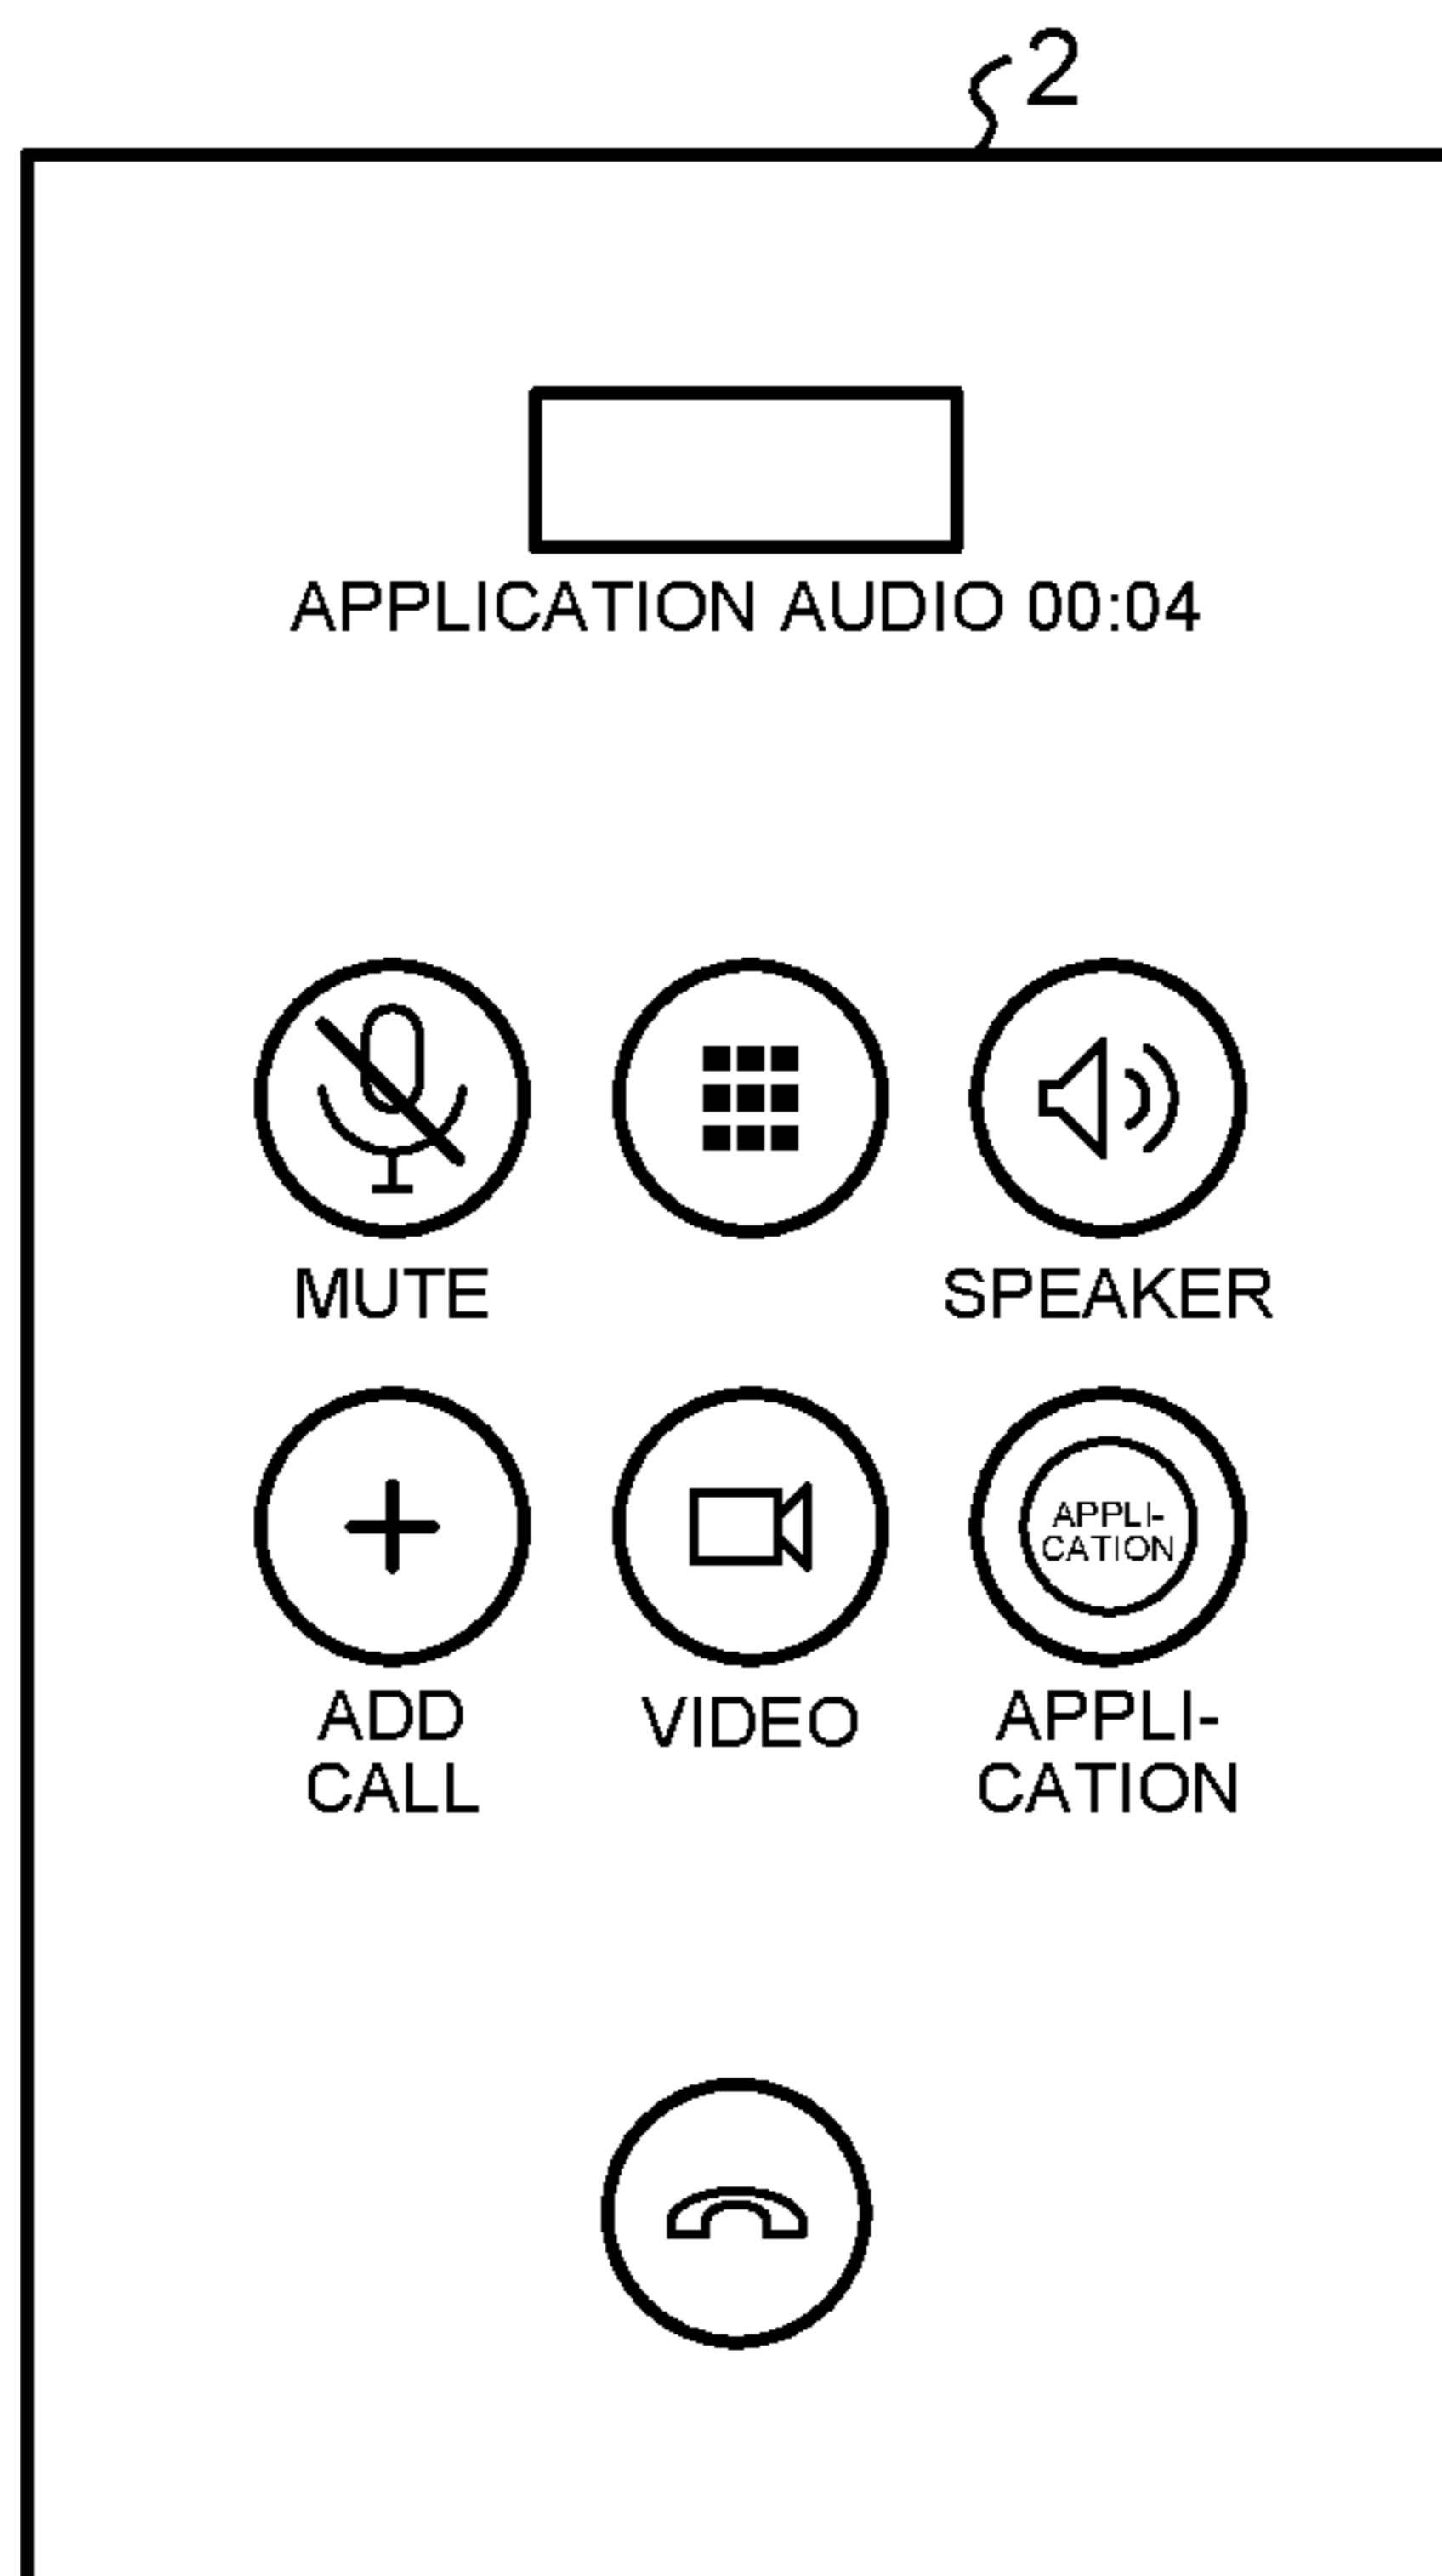 2
APPLICATION AUDIO 00:04
MUTE
SPEAKER
APPLI-
CATION
ADD
CALL
VIDEO
APPLI-
CATION